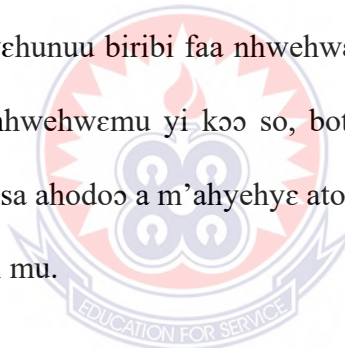 ɛhunuu biribi faa nhwehwɛ
nhwehwɛmu yi kɔɔ so, bot
sa ahodoɔ a m’ahyehyɛ ato
mu.
EDUCATION FOR SERVICE